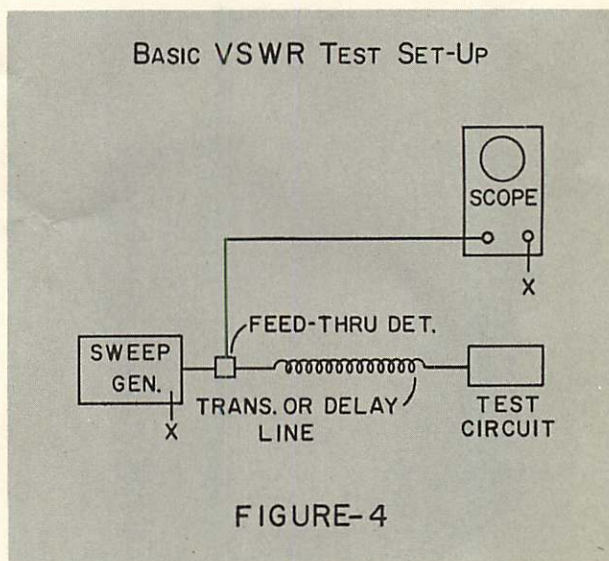 BASIC VSWR TEST SET-UP
SCOPE
X
FEED-THRU DET.
SWEEP
GEN.
X
TRANS. OR DELAY
LINE
TEST
CIRCUIT
FIGURE-4